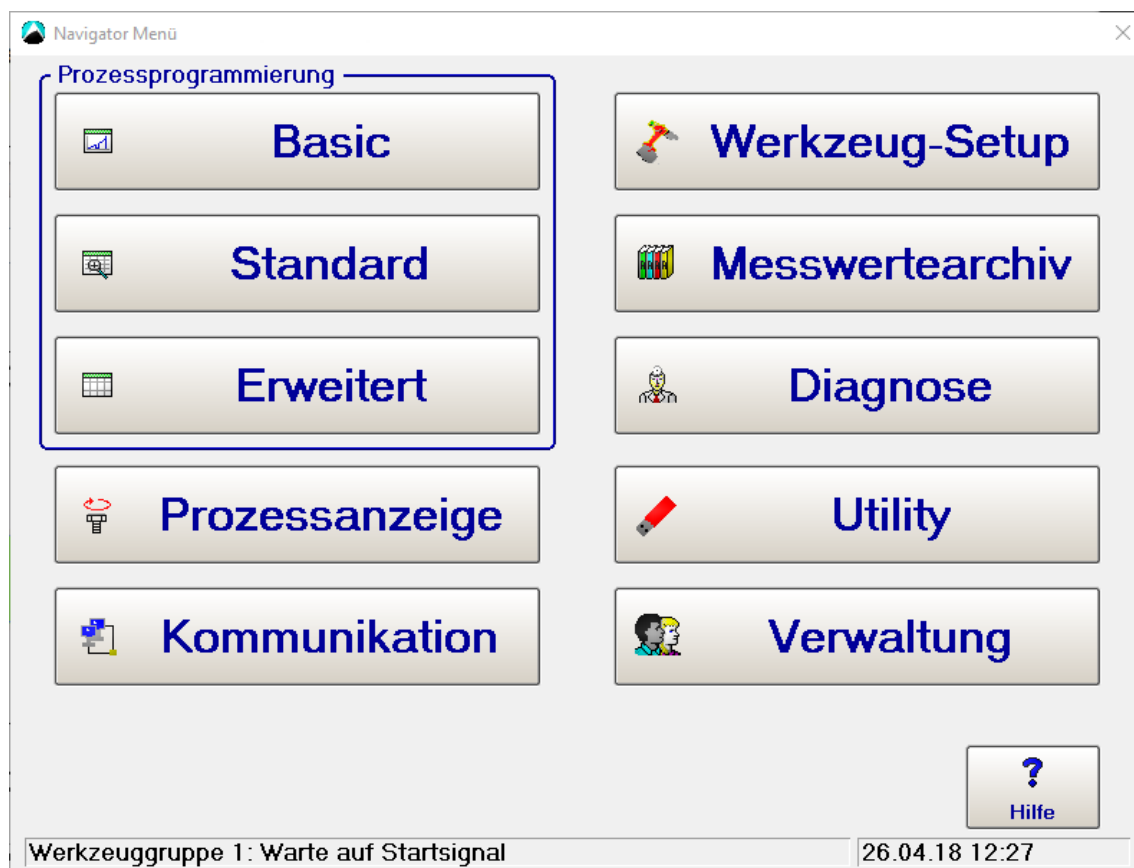 Navigator Menü
Prozessprogrammierung
Basic
Standard
Erweitert
Prozessanzeige
Kommunikation
Werkzeug-Setup
Messwertearchiv
Diagnose
Utility
Verwaltung
?
Hilfe
Werkzeuggruppe 1: Warte auf Startsignal
26.04.18 12:27